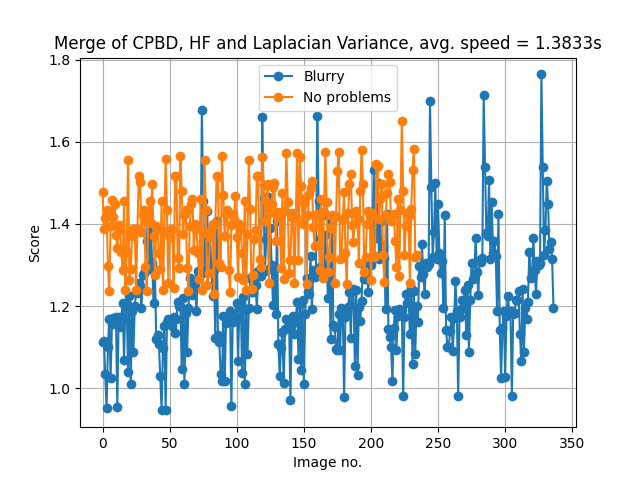 Merge of CPBD, HF and Laplacian Variance, avg. speed = 1.3833s
Blurry
No problems
1.8
1.6
1.4
1.2
1.0
Score
0 50 100 150 200 250 300 350
Image no.